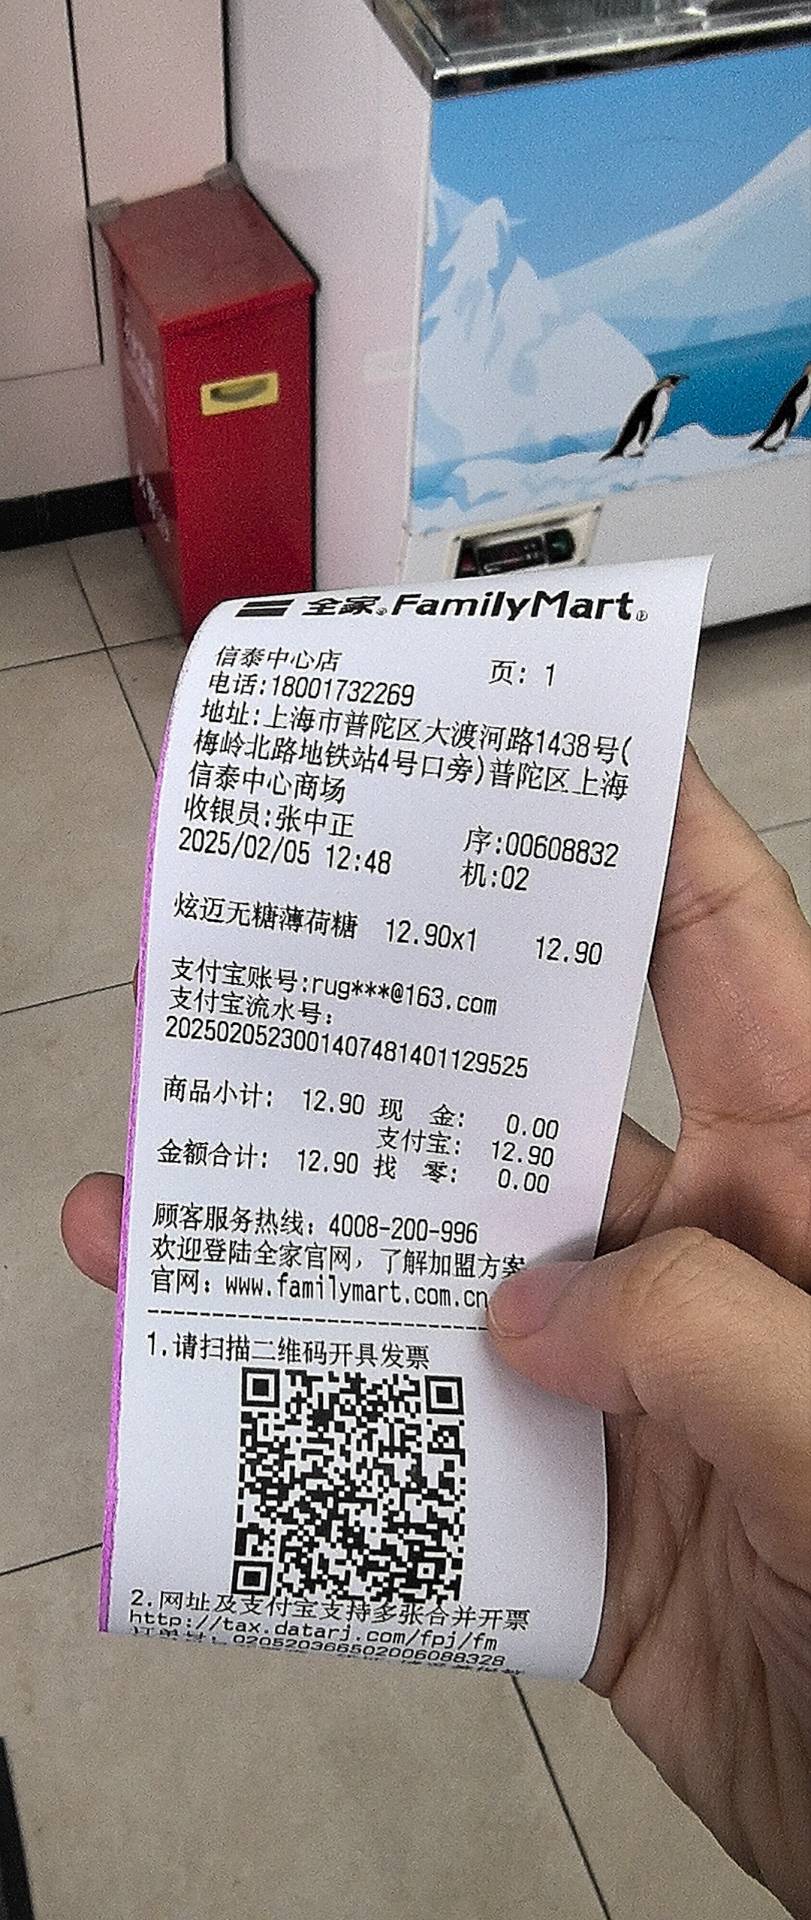 全家 FamilyMart
信泰中心店 页: 1
电话:18001732269
地址:上海市普陀区大渡河路1438号(
梅岭北路地铁站4号口旁)普陀区上海
信泰中心商场
收银员:张中正 序:00608832
2025/02/05 12:48 机:02
炫迈无糖薄荷糖 12.90x1 12.90
支付宝账号:rug***@163.com
支付宝流水号:
2025020523001407481401129525
商品小计: 12.90 现 金: 0.00
支付宝: 12.90
金额合计: 12.90 找 零: 0.00
顾客服务热线: 4008-200-996
欢迎登陆全家官网, 了解加盟方案
官网: www.familymart.com.cn
1.请扫描二维码开具发票
2.网址及支付宝支持多张合并开票
http://tax.datarj.com/fpj/fm
订单号: 020520366502006088328